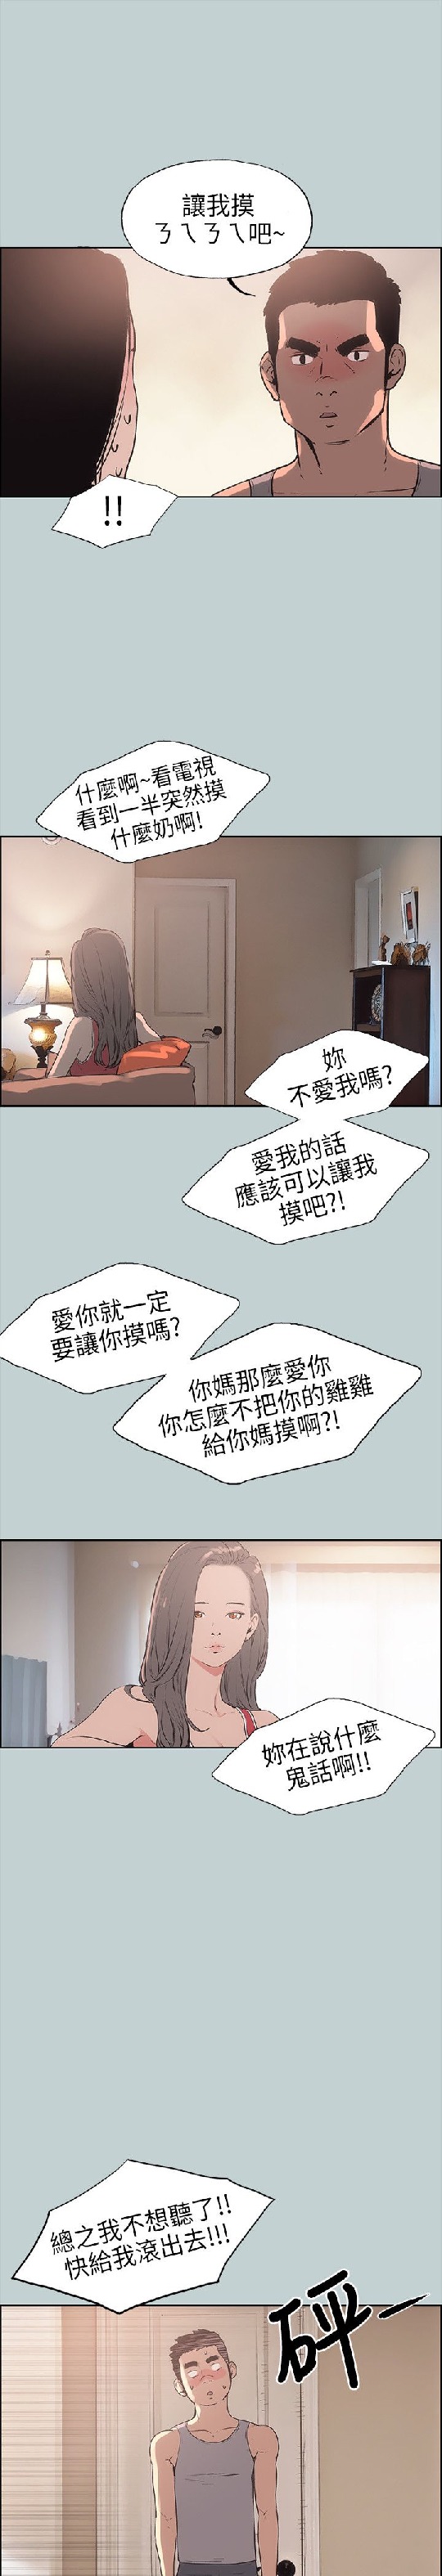 讓我摸
ㄋㄟㄋㄟ吧~
!!
什麼啊~看電視
看到一半突然摸
什麼奶啊!
妳
不愛我嗎?
愛我的話
應該可以讓我
摸吧?!
愛你就一定
要讓你摸嗎?
你媽那麼愛你
你怎麼不把你的雞雞
給你媽摸啊?!
妳在說什麼
鬼話啊!!
總之我不想聽了!!
快給我滾出去!!!
砰—